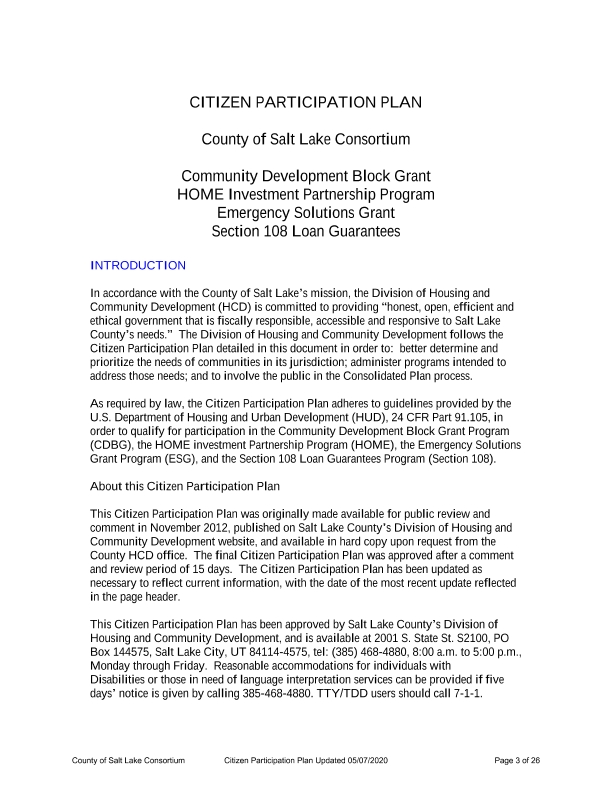 CITIZEN PARTICIPATION PLAN
County of Salt Lake Consortium
Community Development Block Grant
HOME Investment Partnership Program
Emergency Solutions Grant
Section 108 Loan Guarantees
INTRODUCTION
In accordance with the County of Salt Lake's mission, the Division of Housing and
Community Development (HCD) is committed to providing "honest, open, efficient and
ethical government that is fiscally responsible, accessible and responsive to Salt Lake
County's needs."  The Division of Housing and Community Development follows the
Citizen Participation Plan detailed in this document in order to:  better determine and
prioritize the needs of communities in its jurisdiction; administer programs intended to
address those needs; and to involve the public in the Consolidated Plan process.
As required by law, the Citizen Participation Plan adheres to guidelines provided by the
U.S. Department of Housing and Urban Development (HUD), 24 CFR Part 91.105, in
order to qualify for participation in the Community Development Block Grant Program
(CDBG), the HOME investment Partnership Program (HOME), the Emergency Solutions
Grant Program (ESG), and the Section 108 Loan Guarantees Program (Section 108).
About this Citizen Participation Plan
This Citizen Participation Plan was originally made available for public review and
comment in November 2012, published on Salt Lake County's Division of Housing and
Community Development website, and available in hard copy upon request from the
County HCD office.  The final Citizen Participation Plan was approved after a comment
and review period of 15 days.  The Citizen Participation Plan has been updated as
necessary to reflect current information, with the date of the most recent update reflected
in the page header.
This Citizen Participation Plan has been approved by Salt Lake County's Division of
Housing and Community Development, and is available at 2001 S. State St. S2100, PO
Box 144575, Salt Lake City, UT 84114-4575, tel: (385) 468-4880, 8:00 a.m. to 5:00 p.m.,
Monday through Friday.  Reasonable accommodations for individuals with
Disabilities or those in need of language interpretation services can be provided if five
days' notice is given by calling 385-468-4880. TTY/TDD users should call 7-1-1.
County of Salt Lake Consortium Citizen Participation Plan Updated 05/07/2020 Page 3 of 26